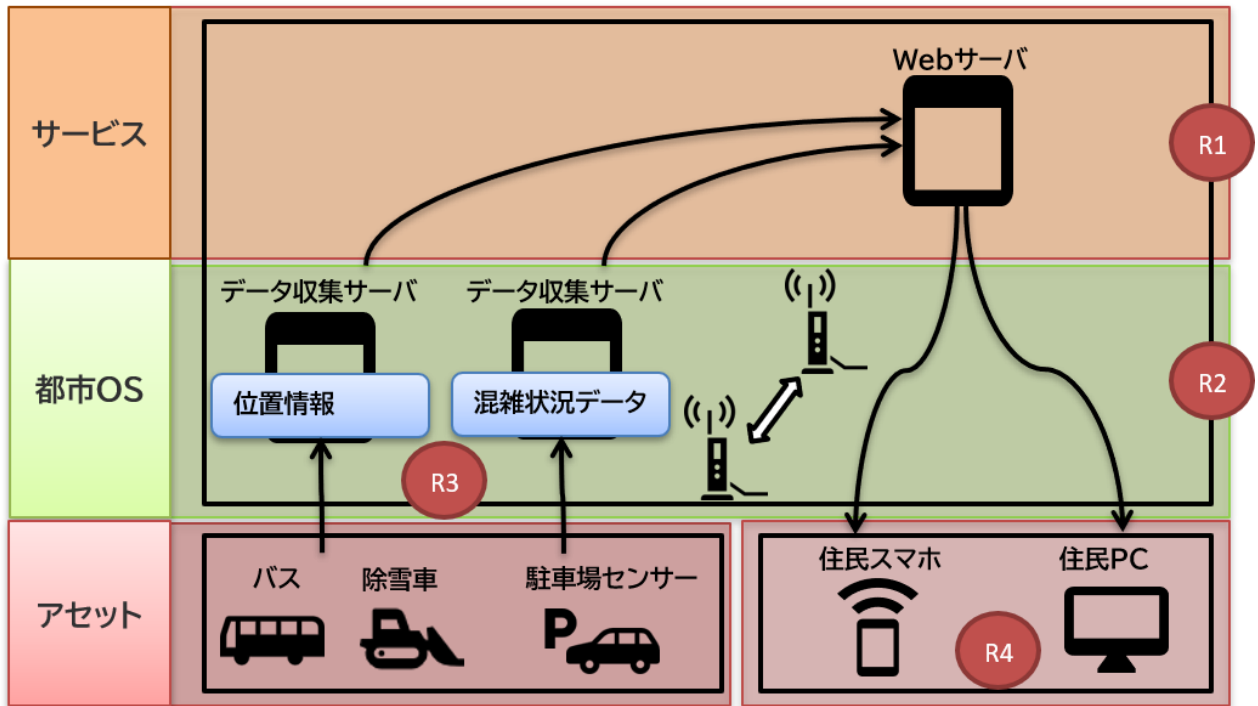 サービス
Webサーバ
R1
都市OS
データ収集サーバ
データ収集サーバ
位置情報
混雑状況データ
R2
R3
アセット
バス
除雪車
駐車場センサー
P
住民スマホ
住民PC
R4